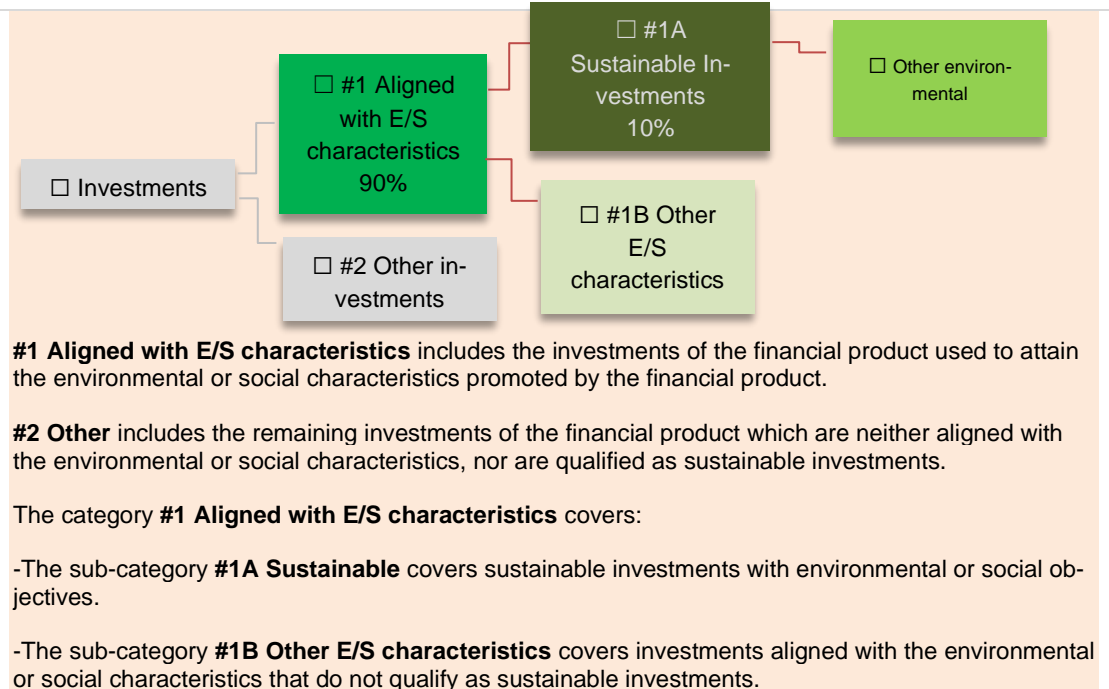 ☐ #1A
Sustainable In-
vestments
10%
☐ Other environ-
mental
☐ #1 Aligned
with E/S
characteristics
90%
☐ Investments
☐ #1B Other
E/S
characteristics
☐ #2 Other in-
vestments
#1 Aligned with E/S characteristics includes the investments of the financial product used to attain
the environmental or social characteristics promoted by the financial product.
#2 Other includes the remaining investments of the financial product which are neither aligned with
the environmental or social characteristics, nor are qualified as sustainable investments.
The category #1 Aligned with E/S characteristics covers:
-The sub-category #1A Sustainable covers sustainable investments with environmental or social ob-
jectives.
-The sub-category #1B Other E/S characteristics covers investments aligned with the environmental
or social characteristics that do not qualify as sustainable investments.